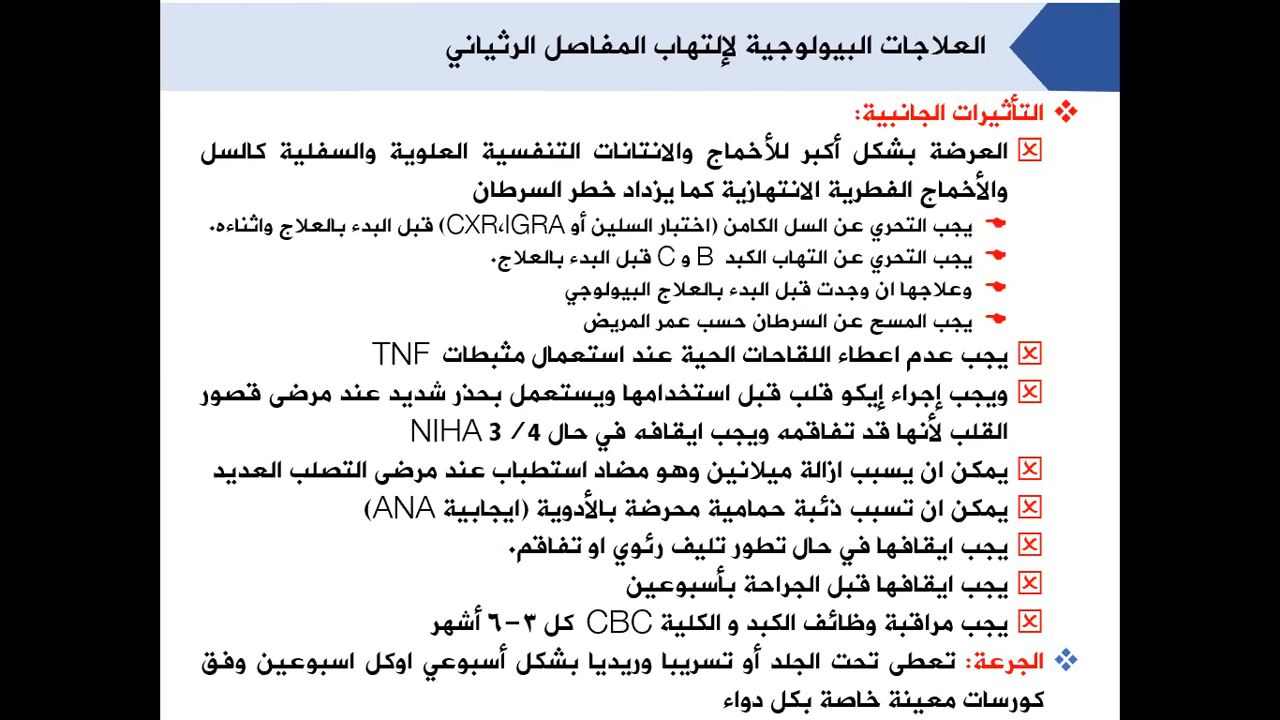 العلاجات البيولوجية لإلتهاب المفاصل الرثياني
التأثيرات الجانبية:
العرضة بشكل أكبر للأخماج والانتانات التنفسية العلوية والسفلية كالسل
والأخماج الفطرية الانتهازية كما يزداد خطر السرطان
يجب التحري عن السل الكامن (اختبار السلين أو CXR،IGRA) قبل البدء بالعلاج واثناءه.
يجب التحري عن التهاب الكبد B و C قبل البدء بالعلاج.
وعلاجها ان وجدت قبل البدء بالعلاج البيولوجي
يجب المسح عن السرطان حسب عمر المريض
يجب عدم اعطاء اللقاحات الحية عند استعمال مثبطات TNF
ويجب إجراء إيكو قلب قبل استخدامها ويستعمل بحذر شديد عند مرضى قصور
القلب لأنها قد تفاقمه ويجب ايقافه في حال NIHA 3 /4
يمكن ان يسبب ازالة ميلانين وهو مضاد استطباب عند مرضى التصلب العديد
يمكن ان تسبب ذئبة حمامية محرضة بالأدوية (ايجابية ANA)
يجب ايقافها في حال تطور تليف رئوي او تفاقم.
يجب ايقافها قبل الجراحة بأسبوعين
يجب مراقبة وظائف الكبد و الكلية CBC كل ٣-٦ أشهر
الجرعة: تعطى تحت الجلد أو تسريبا وريديا بشكل أسبوعي اوكل اسبوعين وفق
كورسات معينة خاصة بكل دواء